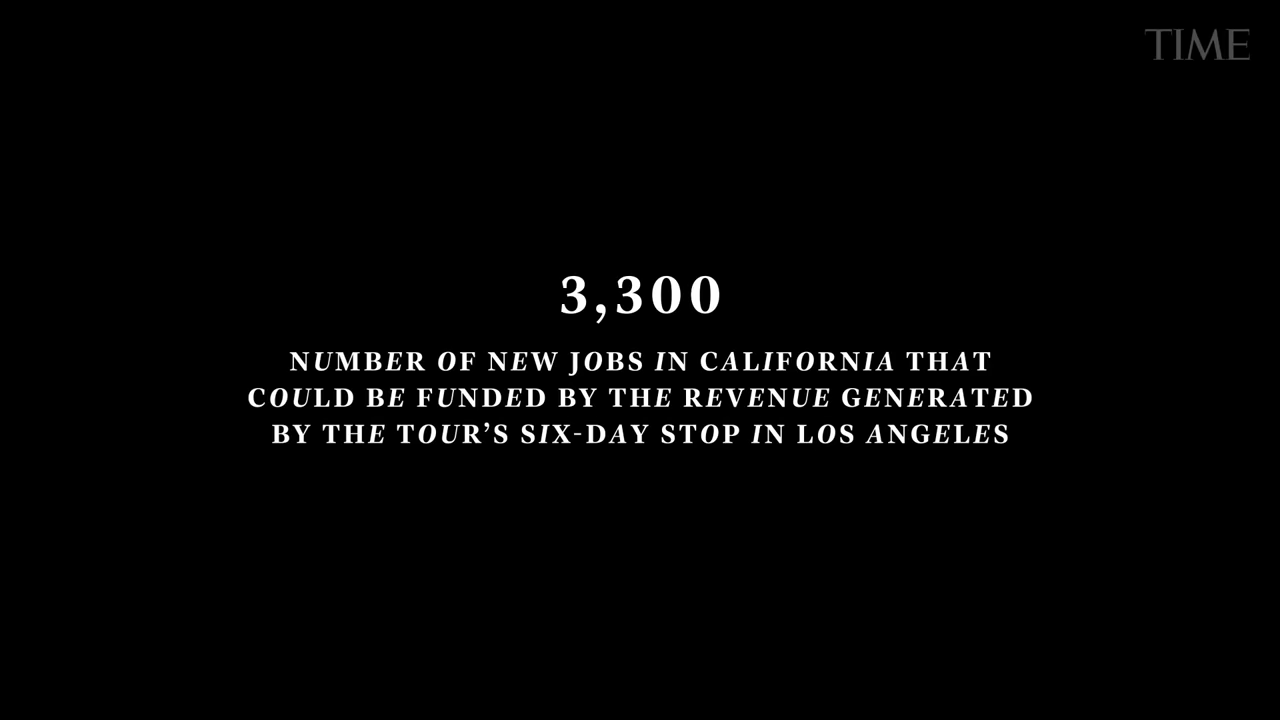 TIME
3,300
NUMBER OF NEW JOBS IN CALIFORNIA THAT
COULD BE FUNDED BY THE REVENUE GENERATED
BY THE TOUR’S SIX-DAY STOP IN LOS ANGELES